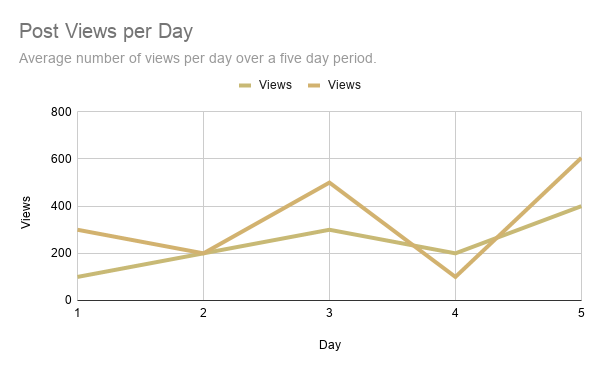 Post Views per Day
Average number of views per day over a five day period.
Views Views
800
600
400
200
0
Views
1 2 3 4 5
Day